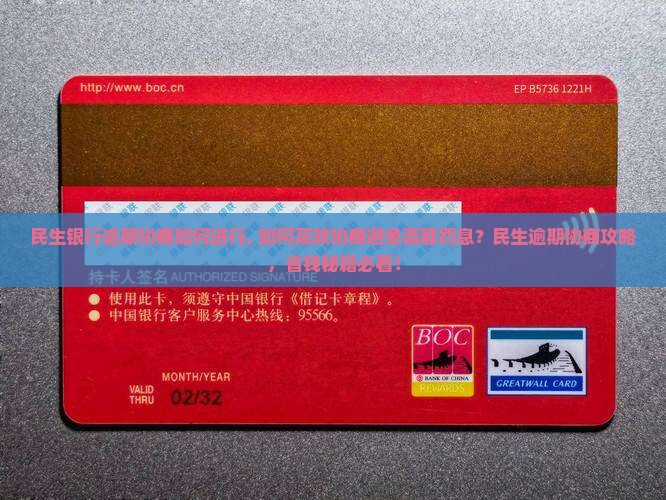 http://www.boc.cn
EP B5736 1221H
民生银行逾期协商如何进行, 如何高效协商避免高额罚息？民生逾期协商攻略
，省钱秘籍必看！
持卡人签名 AUTHORIZED SIGNATURE
使用此卡，须遵守中国银行《借记卡章程》。
中国银行客户服务中心热线：95566。
BOC
BANK OF CHINA
REWARDS
GREATWALL CARD
MONTH/YEAR
VALID
THRU
02/32